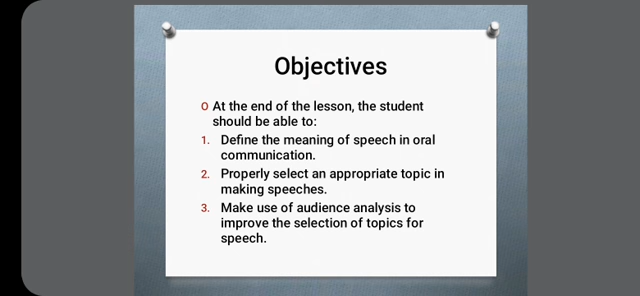 Objectives
O At the end of the lesson, the student
should be able to:
1. Define the meaning of speech in oral
communication.
2. Properly select an appropriate topic in
making speeches.
3. Make use of audience analysis to
improve the selection of topics for
speech.